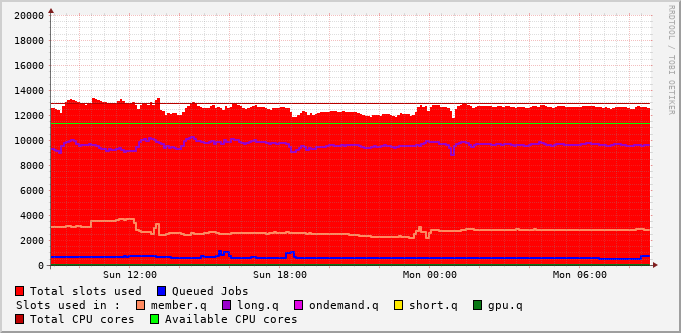 20000
18000
16000
14000
12000
10000
8000
6000
4000
2000
0
Sun 12:00 Sun 18:00 Mon 00:00 Mon 06:00
RRDTOOL / TOBI OETIKER
Total slots used Queued Jobs
Slots used in : member.q long.q ondemand.q short.q gpu.q
Total CPU cores Available CPU cores